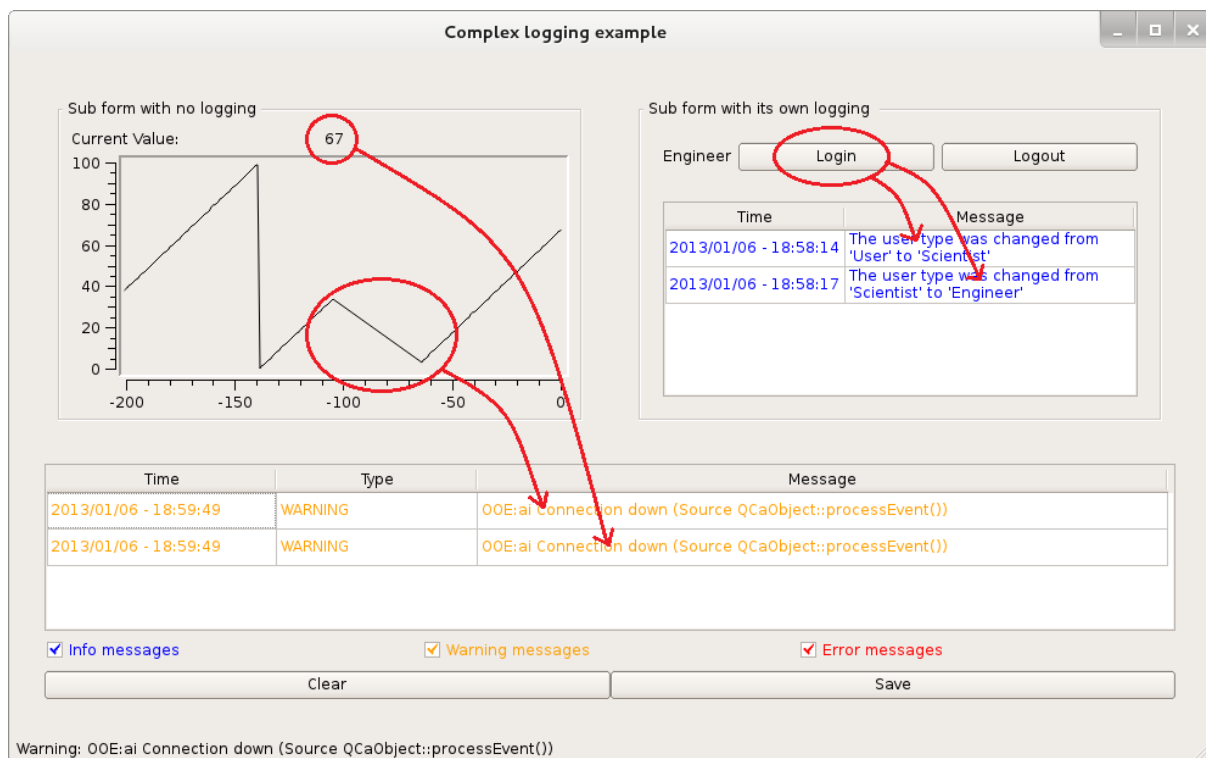 Complex logging example
Sub form with no logging
Current Value: 67
100
80
60
40
20
0
-200 -150 -100 -50 0
Sub form with its own logging
Engineer Login Logout
Time Message
2013/01/06 - 18:58:14 The user type was changed from
'User' to 'Scientist'
2013/01/06 - 18:58:17 The user type was changed from
'Scientist' to 'Engineer'
Time Type Message
2013/01/06 - 18:59:49 WARNING OOE:ai Connection down (Source QCaObject::processEvent())
2013/01/06 - 18:59:49 WARNING OOE:ai Connection down (Source QCaObject::processEvent())
Info messages Warning messages Error messages
Clear Save
Warning: OOE:ai Connection down (Source QCaObject::processEvent())